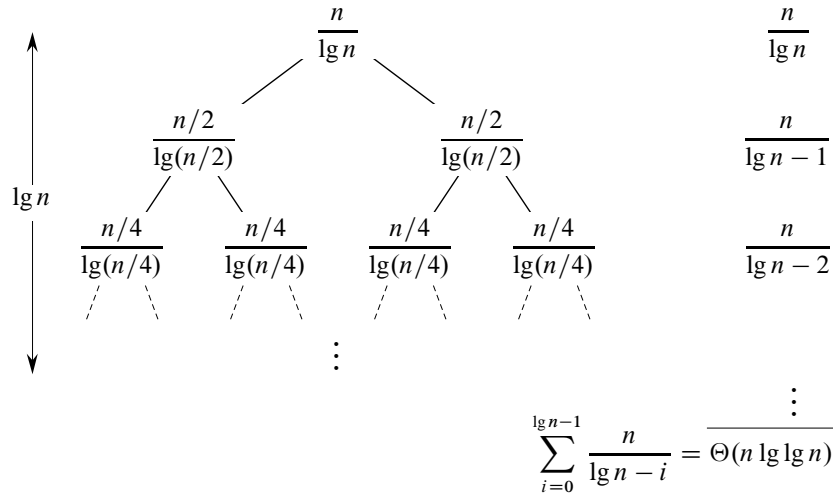 n/lg n n/lg n
n/2/lg(n/2) n/2/lg(n/2) n/lg n − 1
lg n
n/4/lg(n/4) n/4/lg(n/4) n/4/lg(n/4) n/4/lg(n/4) n/lg n − 2
⋮
⋮
∑_{i=0}^{lg n−1} n/lg n − i = Θ(n lg lg n)